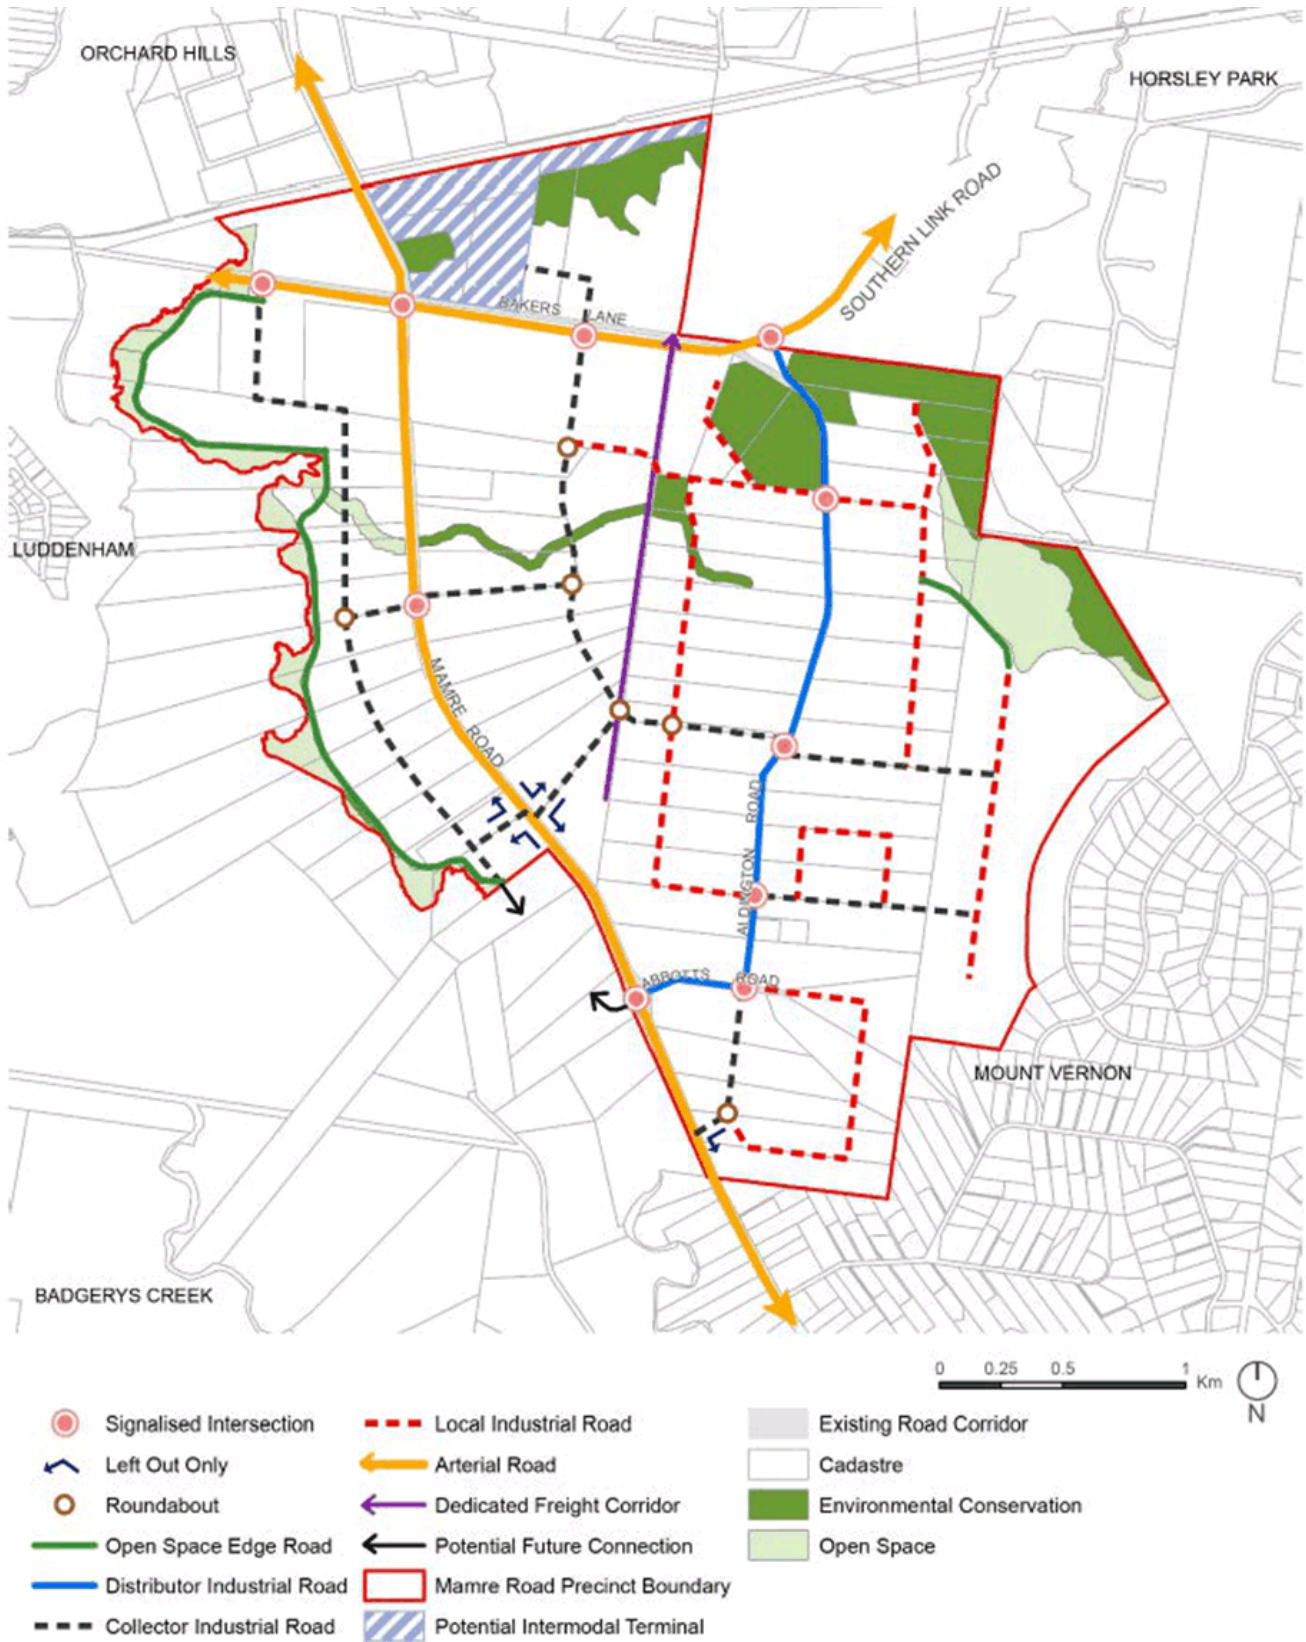 ORCHARD HILLS
HORSLEY PARK
SOUTHERN LINK ROAD
BAKERS LANE
LUDDENHAM
MAMRE ROAD
ALDINGTON ROAD
ABBOTTS ROAD
MOUNT VERNON
BADGERYS CREEK
0 0.25 0.5 1 Km
N
Signalised Intersection
Left Out Only
Roundabout
Open Space Edge Road
Distributor Industrial Road
Collector Industrial Road
Local Industrial Road
Arterial Road
Dedicated Freight Corridor
Potential Future Connection
Mamre Road Precinct Boundary
Potential Intermodal Terminal
Existing Road Corridor
Cadastre
Environmental Conservation
Open Space